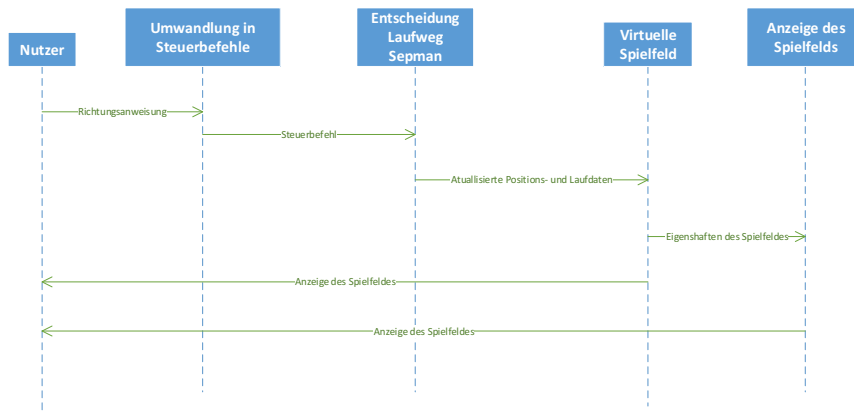 Nutzer
Umwandlung in
Steuerbefehle
Entscheidung
Laufweg
Sepman
Virtuelle
Spielfeld
Anzeige des
Spielfelds
Richtungsanweisung
Steuerbefehl
Atuallisierte Positions- und Laufdaten
Eigenshaften des Spielfeldes
Anzeige des Spielfeldes
Anzeige des Spielfeldes